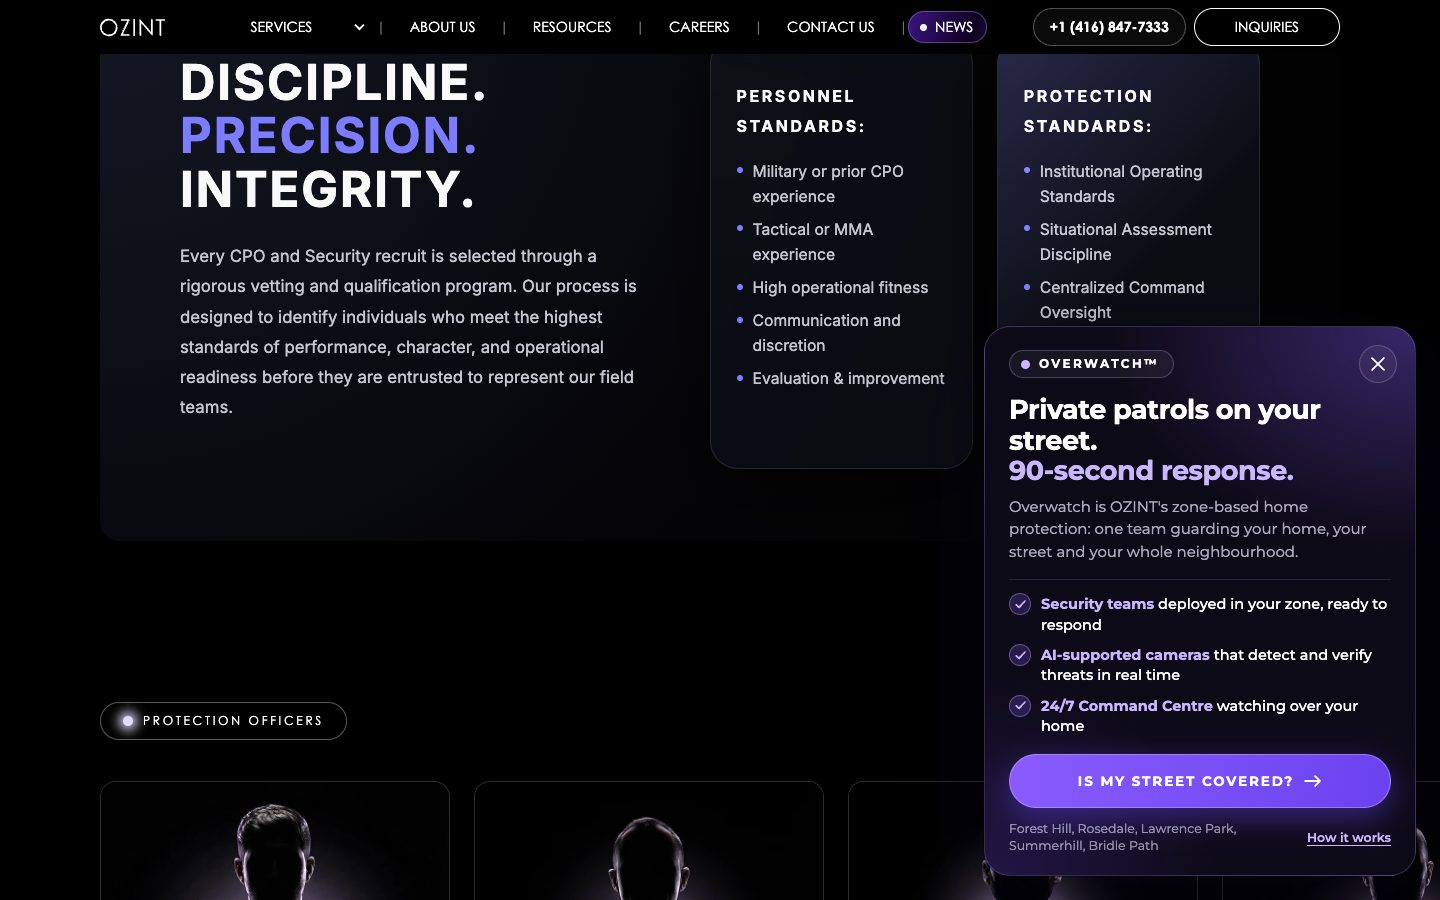 OZINT
SERVICES
ABOUT US
RESOURCES
CAREERS
CONTACT US
NEWS
+1 (416) 847-7333
INQUIRIES
DISCIPLINE.
PRECISION.
INTEGRITY.
Every CPO and Security recruit is selected through a
rigorous vetting and qualification program. Our process is
designed to identify individuals who meet the highest
standards of performance, character, and operational
readiness before they are entrusted to represent our field
teams.
PERSONNEL
STANDARDS:
Military or prior CPO
experience
Tactical or MMA
experience
High operational fitness
Communication and
discretion
Evaluation & improvement
PROTECTION
STANDARDS:
Institutional Operating
Standards
Situational Assessment
Discipline
Centralized Command
Oversight
OVERWATCH™
Private patrols on your
street.
90-second response.
Overwatch is OZINT's zone-based home
protection: one team guarding your home, your
street and your whole neighbourhood.
Security teams deployed in your zone, ready to
respond
AI-supported cameras that detect and verify
threats in real time
24/7 Command Centre watching over your
home
IS MY STREET COVERED?
Forest Hill, Rosedale, Lawrence Park,
Summerhill, Bridle Path
How it works
PROTECTION OFFICERS